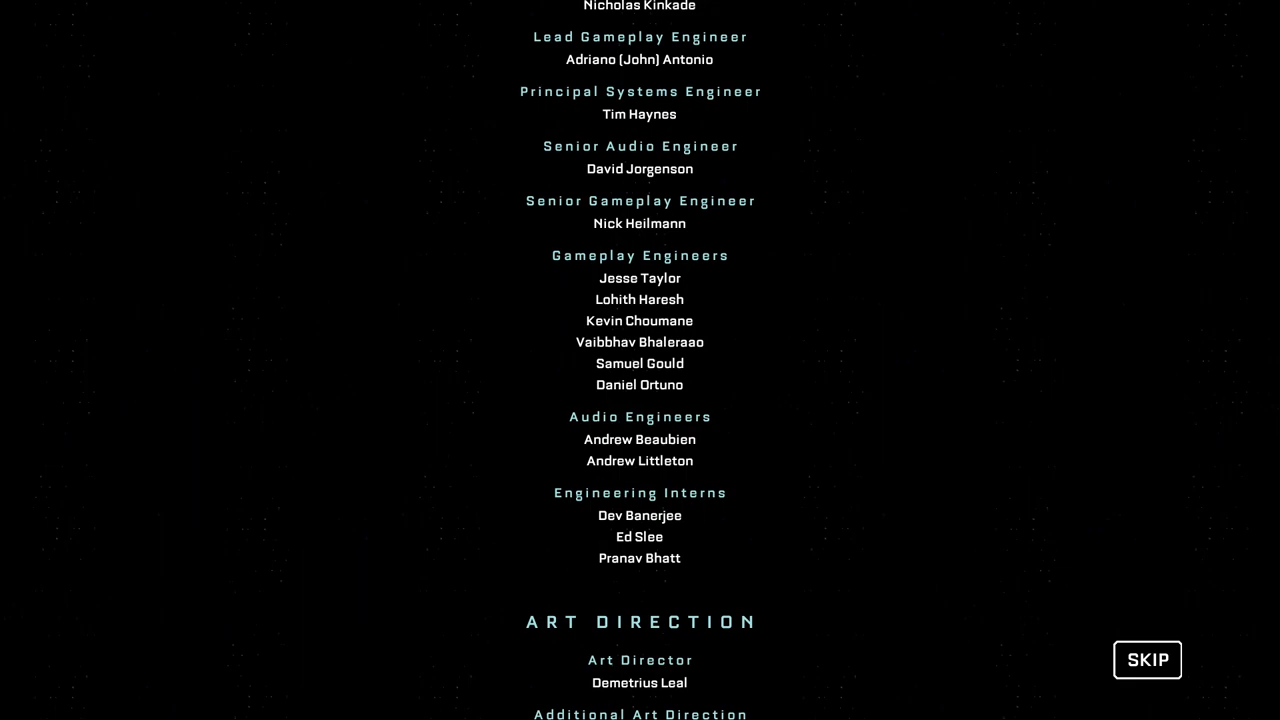 Nicholas Kinkade
Lead Gameplay Engineer
Adriano (John) Antonio
Principal Systems Engineer
Tim Haynes
Senior Audio Engineer
David Jorgenson
Senior Gameplay Engineer
Nick Heilmann
Gameplay Engineers
Jesse Taylor
Lohith Haresh
Kevin Choumane
Vaibbhav Bhaleraao
Samuel Gould
Daniel Ortuno
Audio Engineers
Andrew Beaubien
Andrew Littleton
Engineering Interns
Dev Banerjee
Ed Slee
Pranav Bhatt
ART DIRECTION
Art Director
Demetrius Leal
Additional Art Direction
SKIP